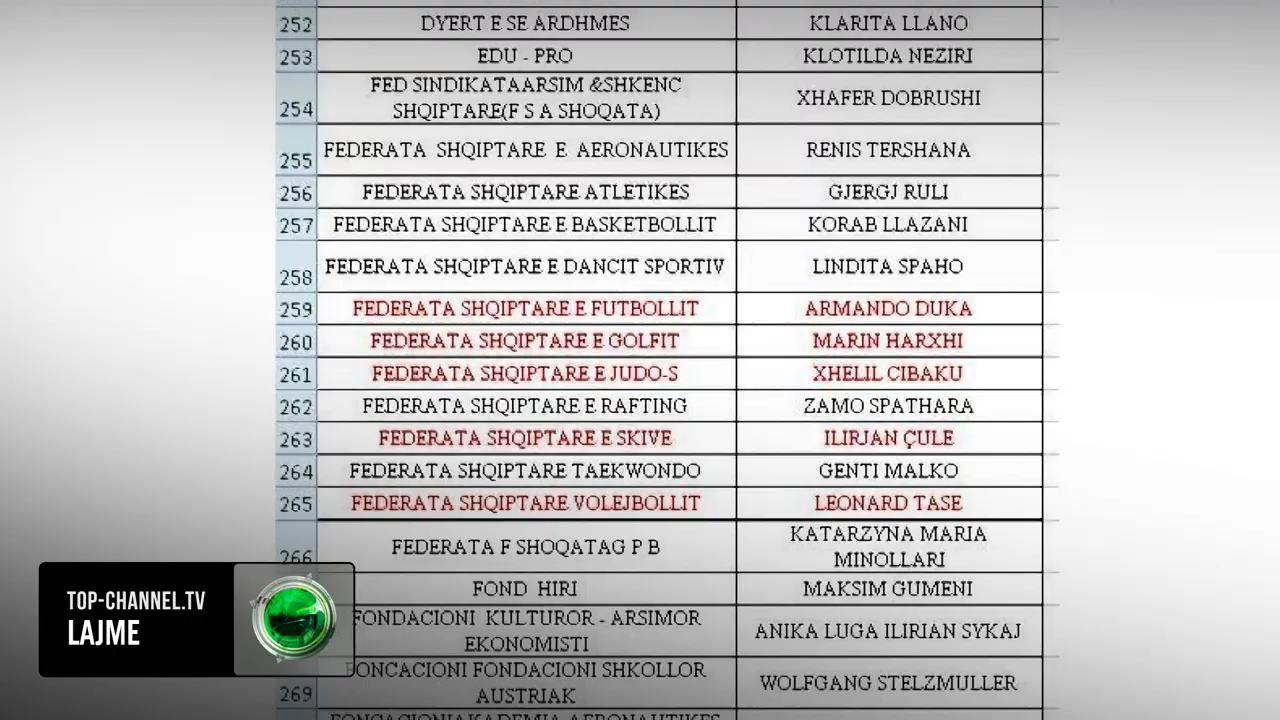 252 DYERT E SE ARDHMES KLARITA LLANO
253 EDU - PRO KLOTILDA NEZIRI
254 FED SINDIKATAARSIM &SHKENC
SHQIPTARE(F S A SHOQATA) XHAFER DOBRUSHI
255 FEDERATA SHQIPTARE E AERONAUTIKES RENIS TERSHANA
256 FEDERATA SHQIPTARE ATLETIKES GJERGJ RULI
257 FEDERATA SHQIPTARE E BASKETBOLLIT KORAB LLAZANI
258 FEDERATA SHQIPTARE E DANCIT SPORTIV LINDITA SPAHO
259 FEDERATA SHQIPTARE E FUTBOLLIT ARMANDO DUKA
260 FEDERATA SHQIPTARE E GOLFIT MARIN HARXHI
261 FEDERATA SHQIPTARE E JUDO-S XHELIL CIBAKU
262 FEDERATA SHQIPTARE E RAFTING ZAMO SPATHARA
263 FEDERATA SHQIPTARE E SKIVE ILIRJAN ÇULE
264 FEDERATA SHQIPTARE TAEKWONDO GENTI MALKO
265 FEDERATA SHQIPTARE VOLEJBOLLIT LEONARD TASE
266 FEDERATA F SHOQATAG P B KATARZYNA MARIA
MINOLLARI
FOND HIRI MAKSIM GUMENI
FONDACIONI KULTUROR - ARSIMOR
EKONOMISTI ANIKA LUGA ILIRIAN SYKAJ
FONCACIONI FONDACIONI SHKOLLOR
269 AUSTRIAK WOLFGANG STELZMULLER
TOP-CHANNEL.TV
LAJME